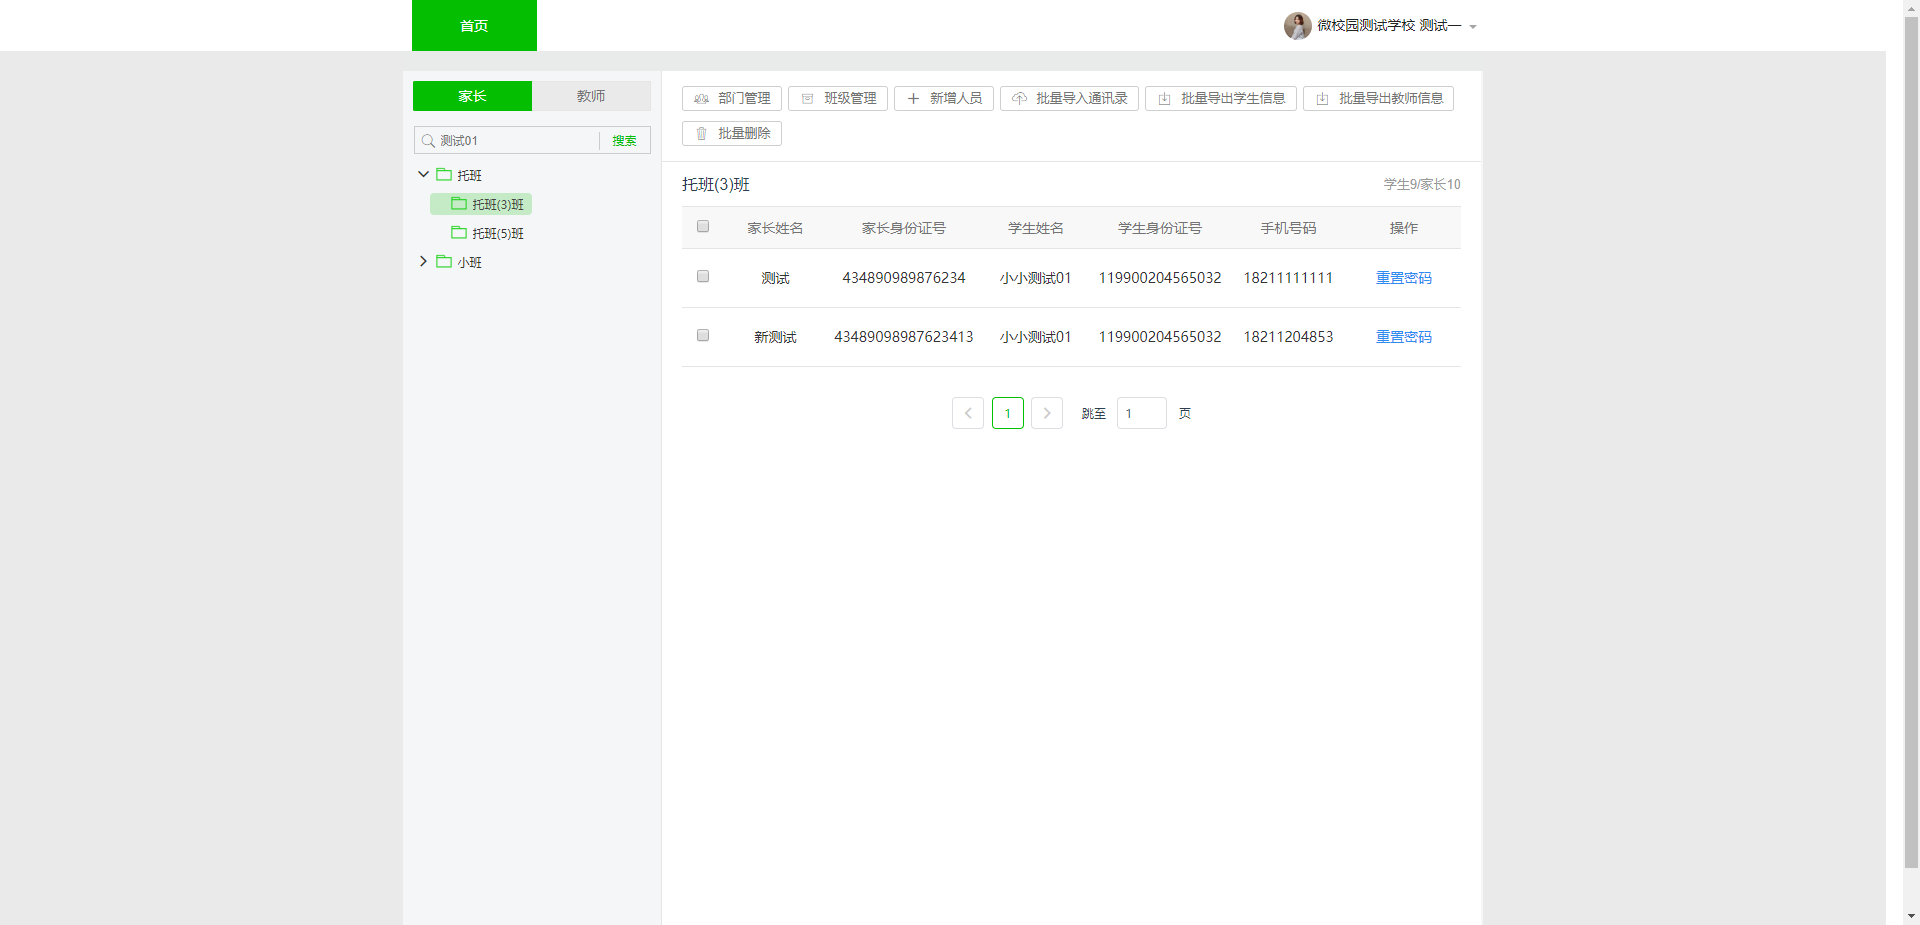 首页
微校园测试学校 测试一
家长 教师
测试01 搜索
托班
托班(3)班
托班(5)班
小班
部门管理 班级管理 新增人员 批量导入通讯录 批量导出学生信息 批量导出教师信息
批量删除
托班(3)班 学生9/家长10
家长姓名 家长身份证号 学生姓名 学生身份证号 手机号码 操作
测试 434890989876234 小小测试01 119900204565032 18211111111 重置密码
新测试 43489098987623413 小小测试01 119900204565032 18211204853 重置密码
1 跳至 1 页